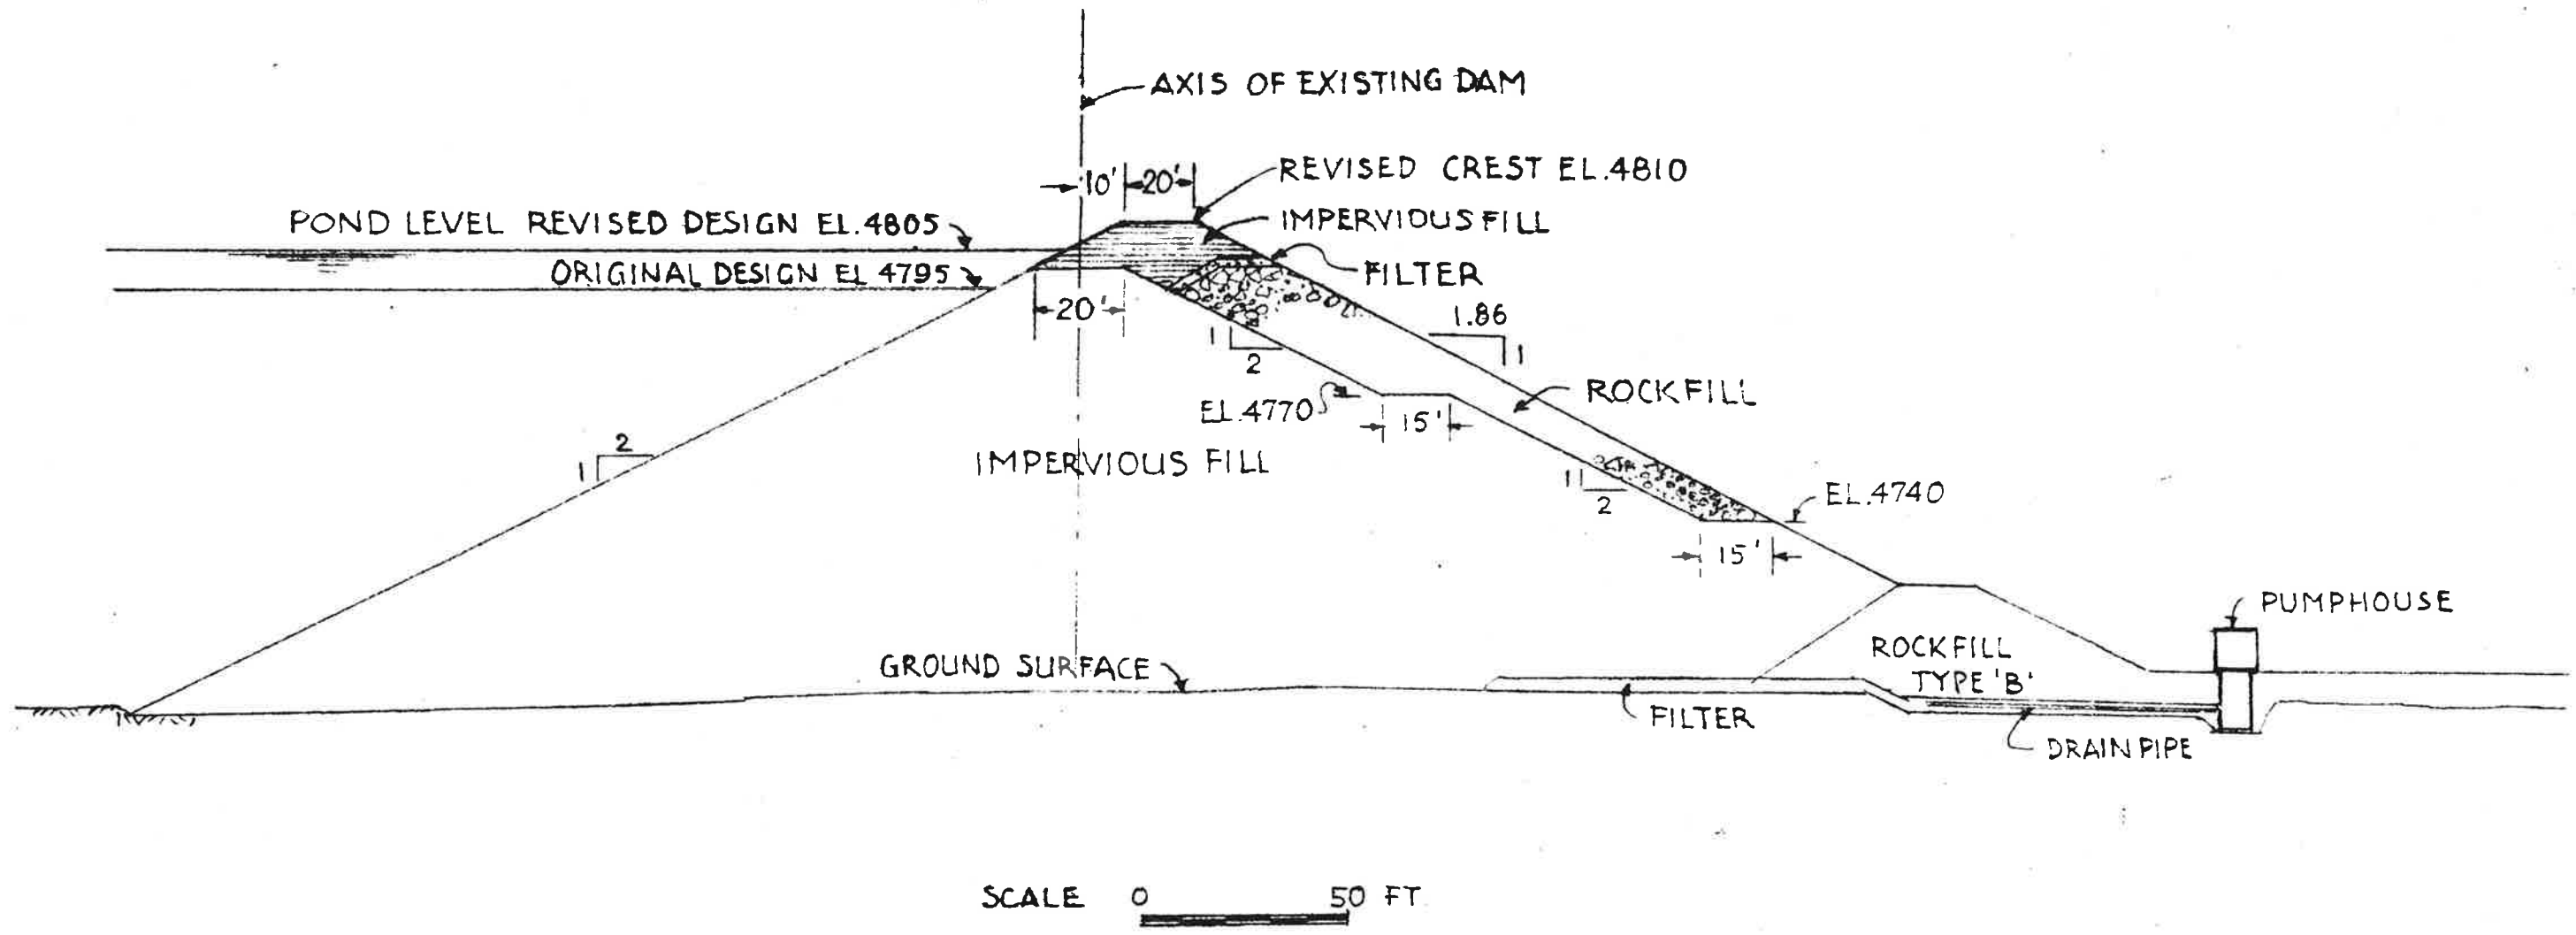 AXIS OF EXISTING DAM
10' 20'
REVISED CREST EL.4810
POND LEVEL REVISED DESIGN EL.4805
IMPERVIOUS FILL
ORIGINAL DESIGN EL 4795
FILTER
20'
1.86
1
1
2
EL.4770
15'
ROCKFILL
2
1
IMPERVIOUS FILL
1
2
EL.4740
15'
PUMPHOUSE
GROUND SURFACE
ROCKFILL
TYPE 'B'
FILTER
DRAIN PIPE
SCALE 0 50 FT